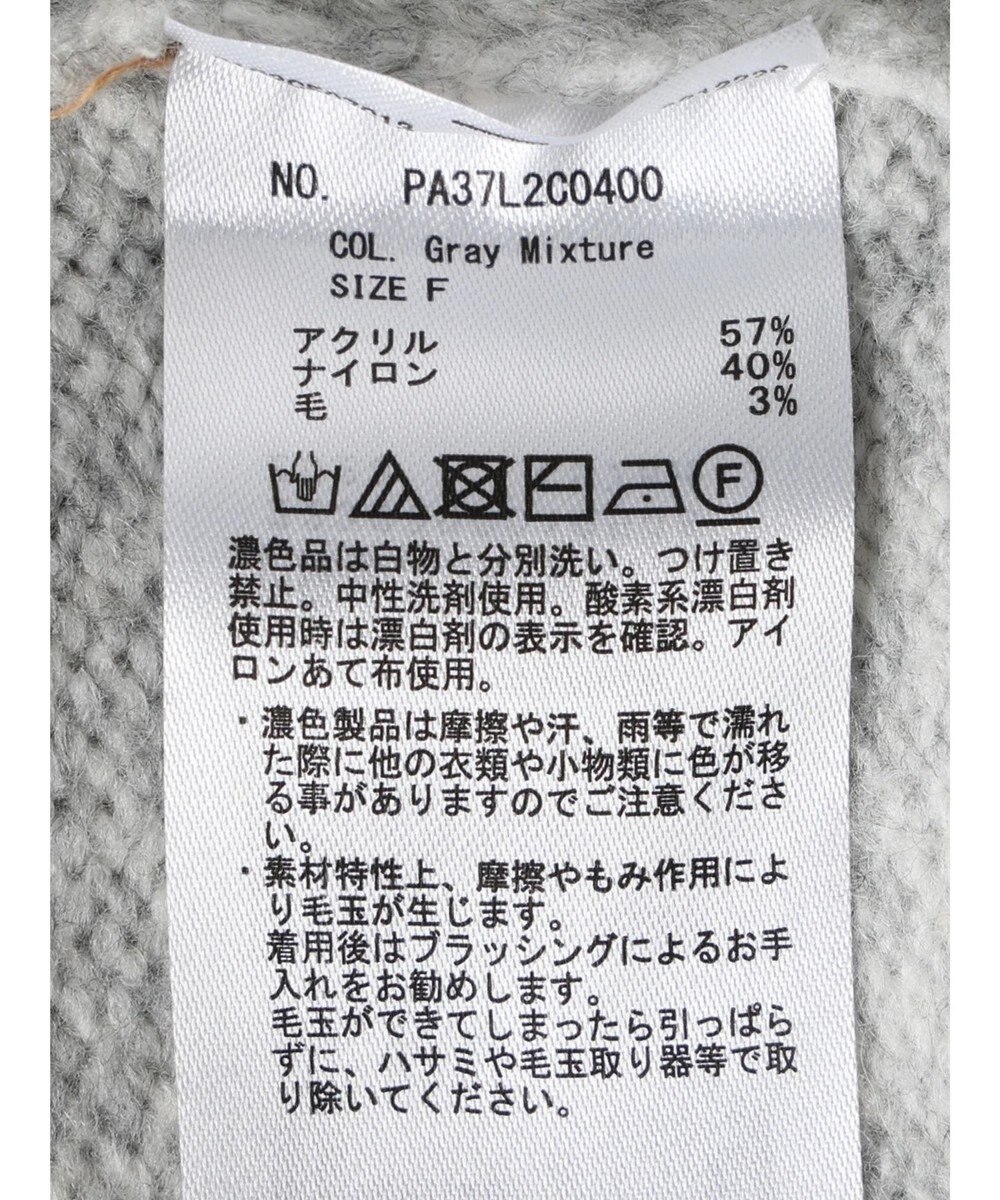 NO. PA37L2C0400
COL. Gray Mixture
SIZE F
アクリル 57%
ナイロン 40%
毛 3%
F
濃色品は白物と分別洗い。つけ置き
禁止。中性洗剤使用。酸素系漂白剤
使用時は漂白剤の表示を確認。アイ
ロンあて布使用。
・濃色製品は摩擦や汗、雨等で濡れ
た際に他の衣類や小物類に色が移
る事がありますのでご注意くださ
い。
・素材特性上、摩擦やもみ作用によ
り毛玉が生じます。
着用後はブラッシングによるお手
入れをお勧めします。
毛玉ができてしまったら引っぱら
ずに、ハサミや毛玉取り器等で取
り除いてください。